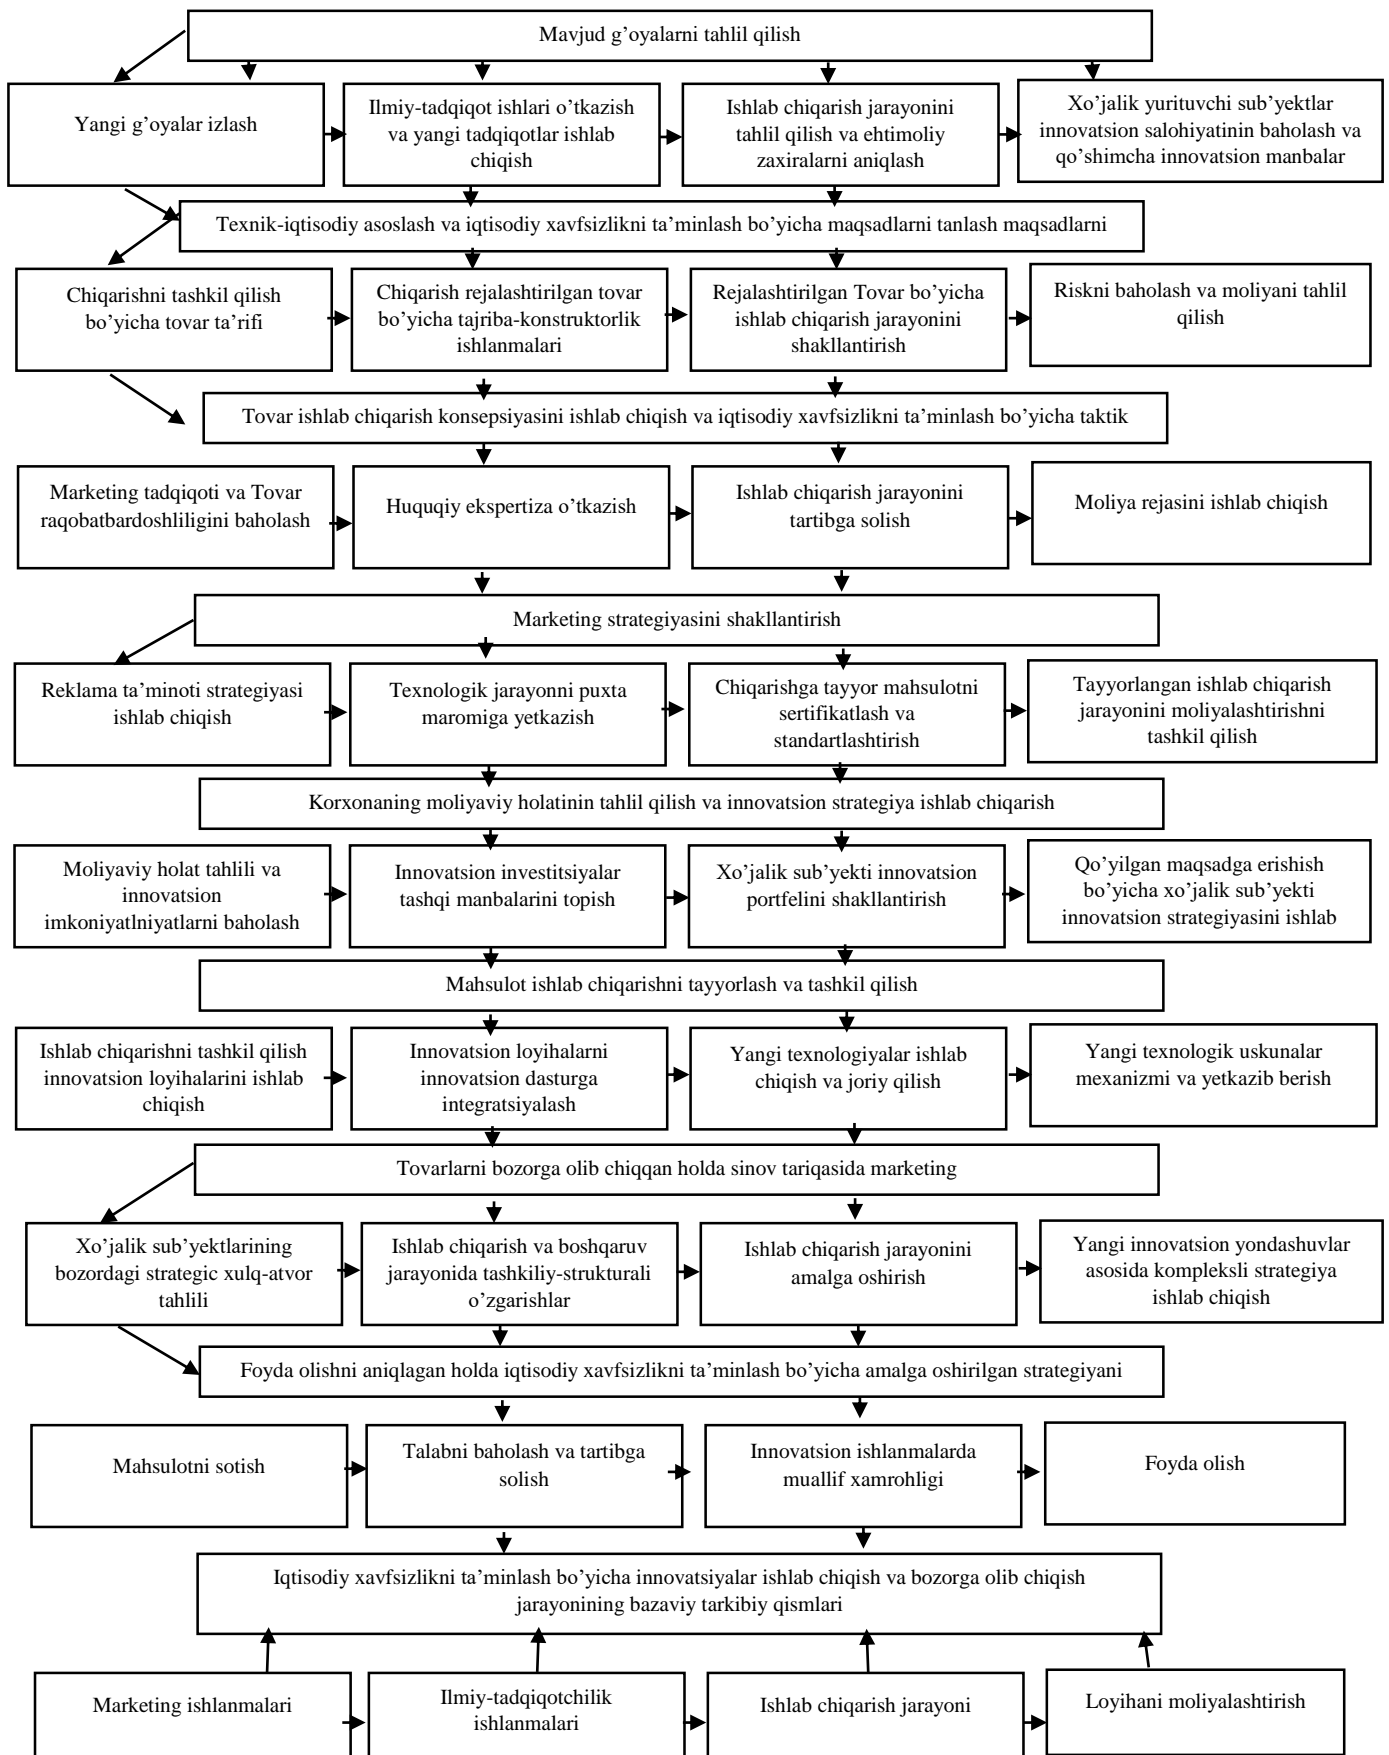 Mavjud g’oyalarni tahlil qilish
Yangi g’oyalar izlash
Ilmiy-tadqiqot ishlari o’tkazish
va yangi tadqiqotlar ishlab
chiqish
Ishlab chiqarish jarayonini
tahlil qilish va ehtimoliy
zaxiralarni aniqlash
Xo’jalik yurituvchi sub’yektlar
innovatsion salohiyatinin baholash va
qo’shimcha innovatsion manbalar
Texnik-iqtisodiy asoslash va iqtisodiy xavfsizlikni ta’minlash bo’yicha maqsadlarni tanlash maqsadlarni
Chiqarishni tashkil qilish
bo’yicha tovar ta’rifi
Chiqarish rejalashtirilgan tovar
bo’yicha tajriba-konstruktorlik
ishlanmalari
Rejalashtirilgan Tovar bo’yicha
ishlab chiqarish jarayonini
shakllantirish
Riskni baholash va moliyani tahlil
qilish
Tovar ishlab chiqarish konsepsiyasini ishlab chiqish va iqtisodiy xavfsizlikni ta’minlash bo’yicha taktik
Marketing tadqiqoti va Tovar
raqobatbardoshliligini baholash
Huquqiy ekspertiza o’tkazish
Ishlab chiqarish jarayonini
tartibga solish
Moliya rejasini ishlab chiqish
Marketing strategiyasini shakllantirish
Reklama ta’minoti strategiyasi
ishlab chiqish
Texnologik jarayonni puxta
maromiga yetkazish
Chiqarishga tayyor mahsulotni
sertifikatlash va
standartlashtirish
Tayyorlangan ishlab chiqarish
jarayonini moliyalashtirishni
tashkil qilish
Korxonaning moliyaviy holatinin tahlil qilish va innovatsion strategiya ishlab chiqarish
Moliyaviy holat tahlili va
innovatsion
imkoniyatlniyatlarni baholash
Innovatsion investitsiyalar
tashqi manbalarini topish
Xo’jalik sub’yekti innovatsion
portfelini shakllantirish
Qo’yilgan maqsadga erishish
bo’yicha xo’jalik sub’yekti
innovatsion strategiyasini ishlab
Mahsulot ishlab chiqarishni tayyorlash va tashkil qilish
Ishlab chiqarishni tashkil qilish
innovatsion loyihalarini ishlab
chiqish
Innovatsion loyihalarni
innovatsion dasturga
integratsiyalash
Yangi texnologiyalar ishlab
chiqish va joriy qilish
Yangi texnologik uskunalar
mexanizmi va yetkazib berish
Tovarlarni bozorga olib chiqqan holda sinov tariqasida marketing
Xo’jalik sub’yektlarining
bozordagi strategic xulq-atvor
tahlili
Ishlab chiqarish va boshqaruv
jarayonida tashkiliy-strukturali
o’zgarishlar
Ishlab chiqarish jarayonini
amalga oshirish
Yangi innovatsion yondashuvlar
asosida kompleksli strategiya
ishlab chiqish
Foyda olishni aniqlagan holda iqtisodiy xavfsizlikni ta’minlash bo’yicha amalga oshirilgan strategiyani
Mahsulotni sotish
Talabni baholash va tartibga
solish
Innovatsion ishlanmalarda
muallif xamrohligi
Foyda olish
Iqtisodiy xavfsizlikni ta’minlash bo’yicha innovatsiyalar ishlab chiqish va bozorga olib chiqish
jarayonining bazaviy tarkibiy qismlari
Marketing ishlanmalari
Ilmiy-tadqiqotchilik
ishlanmalari
Ishlab chiqarish jarayoni
Loyihani moliyalashtirish